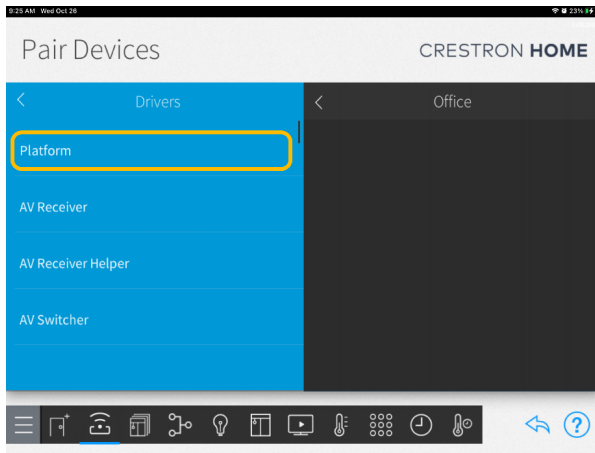 9:25 AM Wed Oct 26 23%
Pair Devices CRESTRON HOME
Drivers Office
Platform
AV Receiver
AV Receiver Helper
AV Switcher
?